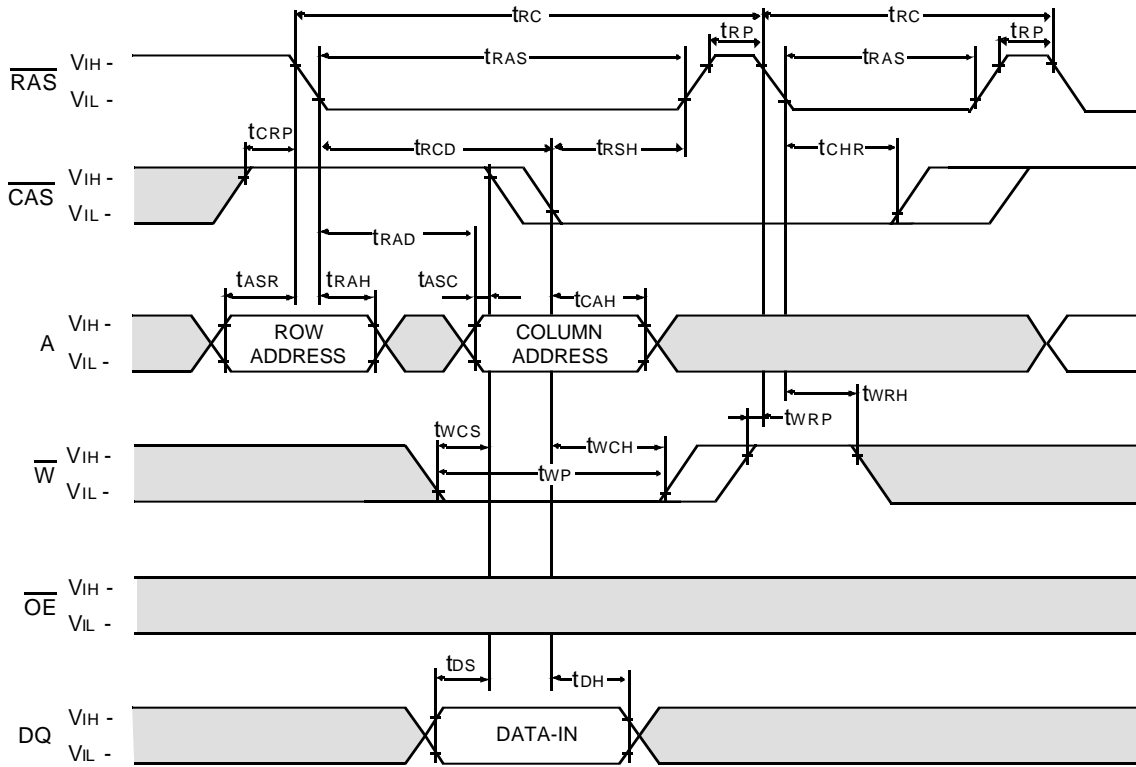 tRC tRC
tRP tRP
RAS VIH - tRAS tRAS
VIL -
tCRP tRCD tRSH tCHR
CAS VIH -
VIL -
tRAD
tASR tRAH tASC tCAH
A VIH - ROW COLUMN
VIL - ADDRESS ADDRESS
tWRH
tWRP
tWCS tWCH
W VIH - tWP
VIL -
OE VIH -
VIL -
tDS tDH
DQ VIH - DATA-IN
VIL -